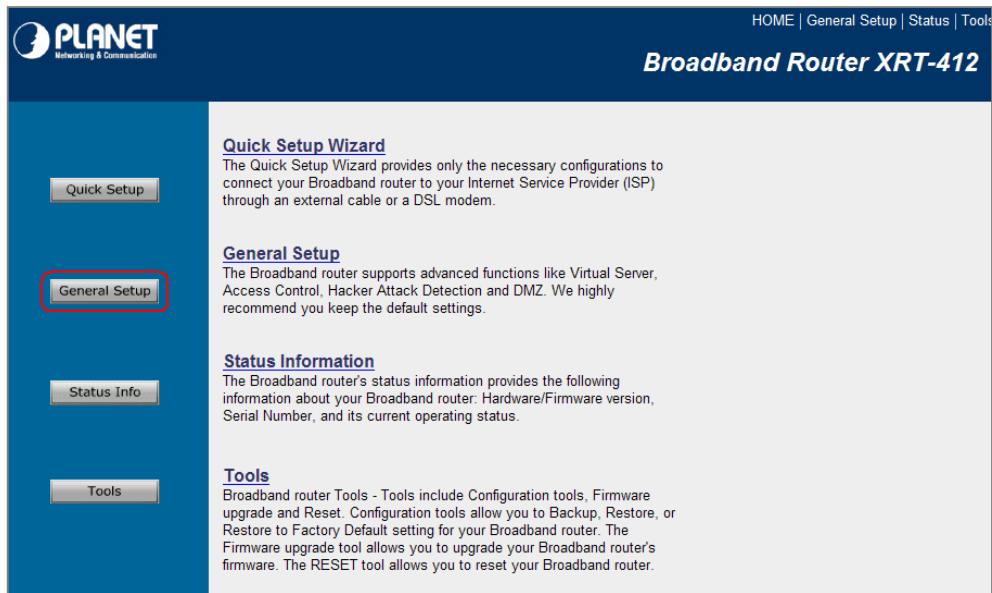 PLANET
Networking & Communication
HOME | General Setup | Status | Tools
Broadband Router XRT-412
Quick Setup
Quick Setup Wizard
The Quick Setup Wizard provides only the necessary configurations to
connect your Broadband router to your Internet Service Provider (ISP)
through an external cable or a DSL modem.
General Setup
General Setup
The Broadband router supports advanced functions like Virtual Server,
Access Control, Hacker Attack Detection and DMZ. We highly
recommend you keep the default settings.
Status Info
Status Information
The Broadband router's status information provides the following
information about your Broadband router: Hardware/Firmware version,
Serial Number, and its current operating status.
Tools
Tools
Broadband router Tools - Tools include Configuration tools, Firmware
upgrade and Reset. Configuration tools allow you to Backup, Restore, or
Restore to Factory Default setting for your Broadband router. The
Firmware upgrade tool allows you to upgrade your Broadband router's
firmware. The RESET tool allows you to reset your Broadband router.